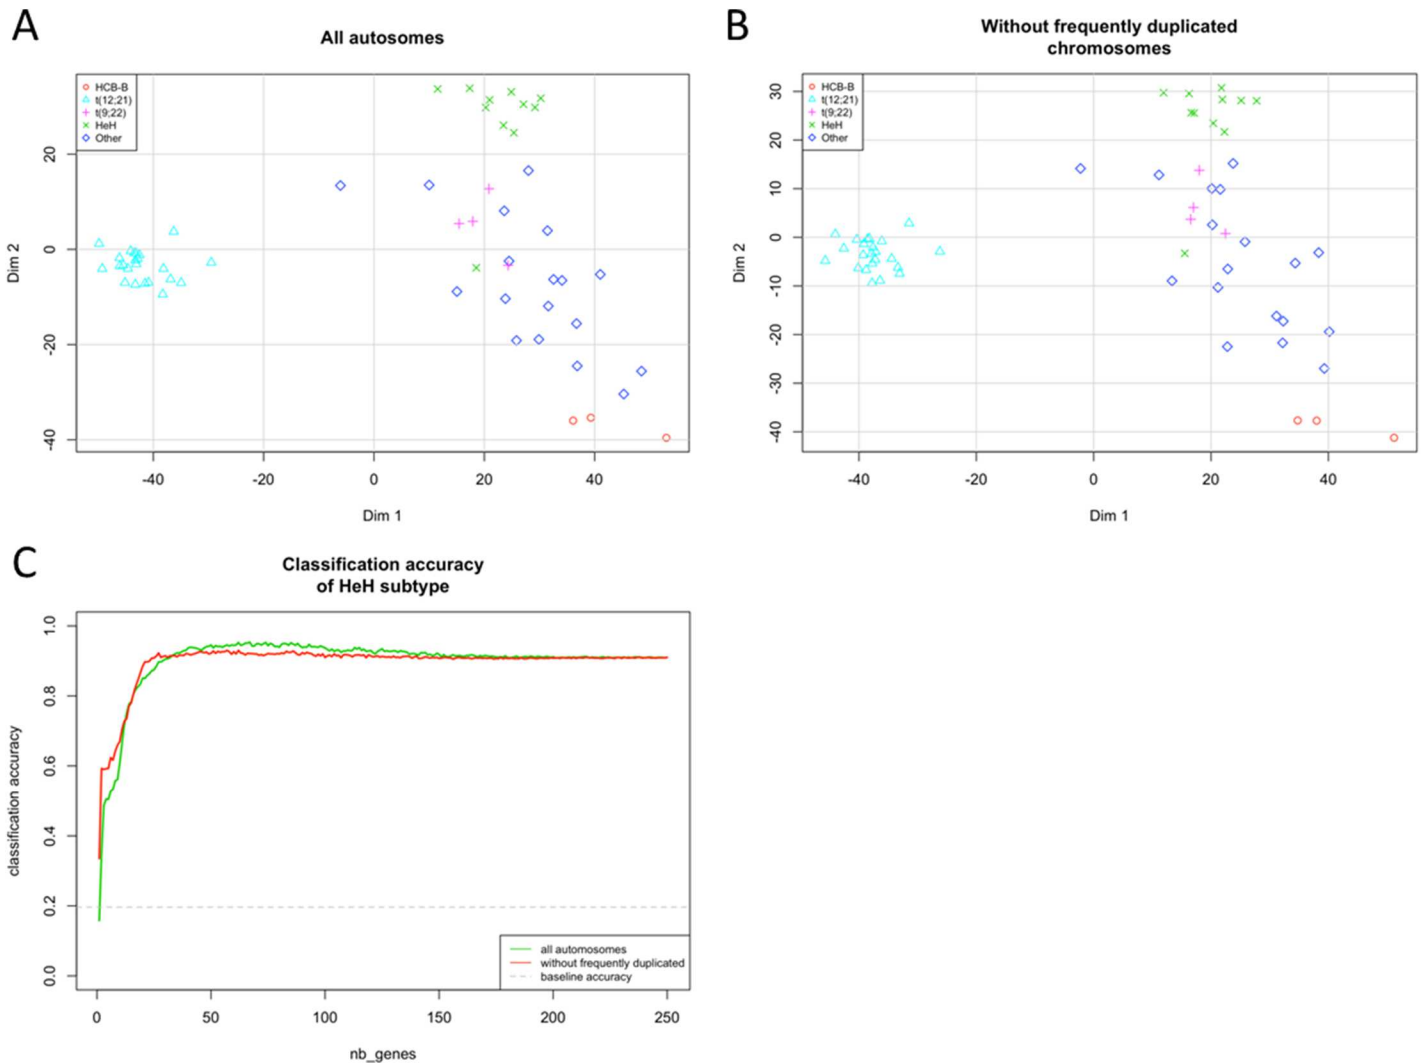 A
All autosomes
HCB-B
t(12;21)
t(9;22)
HeH
Other
20
0
-20
-40
Dim 2
-40
-20
0
20
40
Dim 1
B
Without frequently duplicated
chromosomes
HCB-B
t(12;21)
t(9;22)
HeH
Other
30
20
10
0
-10
-20
-30
-40
Dim 2
-40
-20
0
20
40
Dim 1
C
Classification accuracy
of HeH subtype
1.0
0.8
0.6
0.4
0.2
0.0
classification accuracy
all automosomes
without frequently duplicated
baseline accuracy
0
50
100
150
200
250
nb_genes